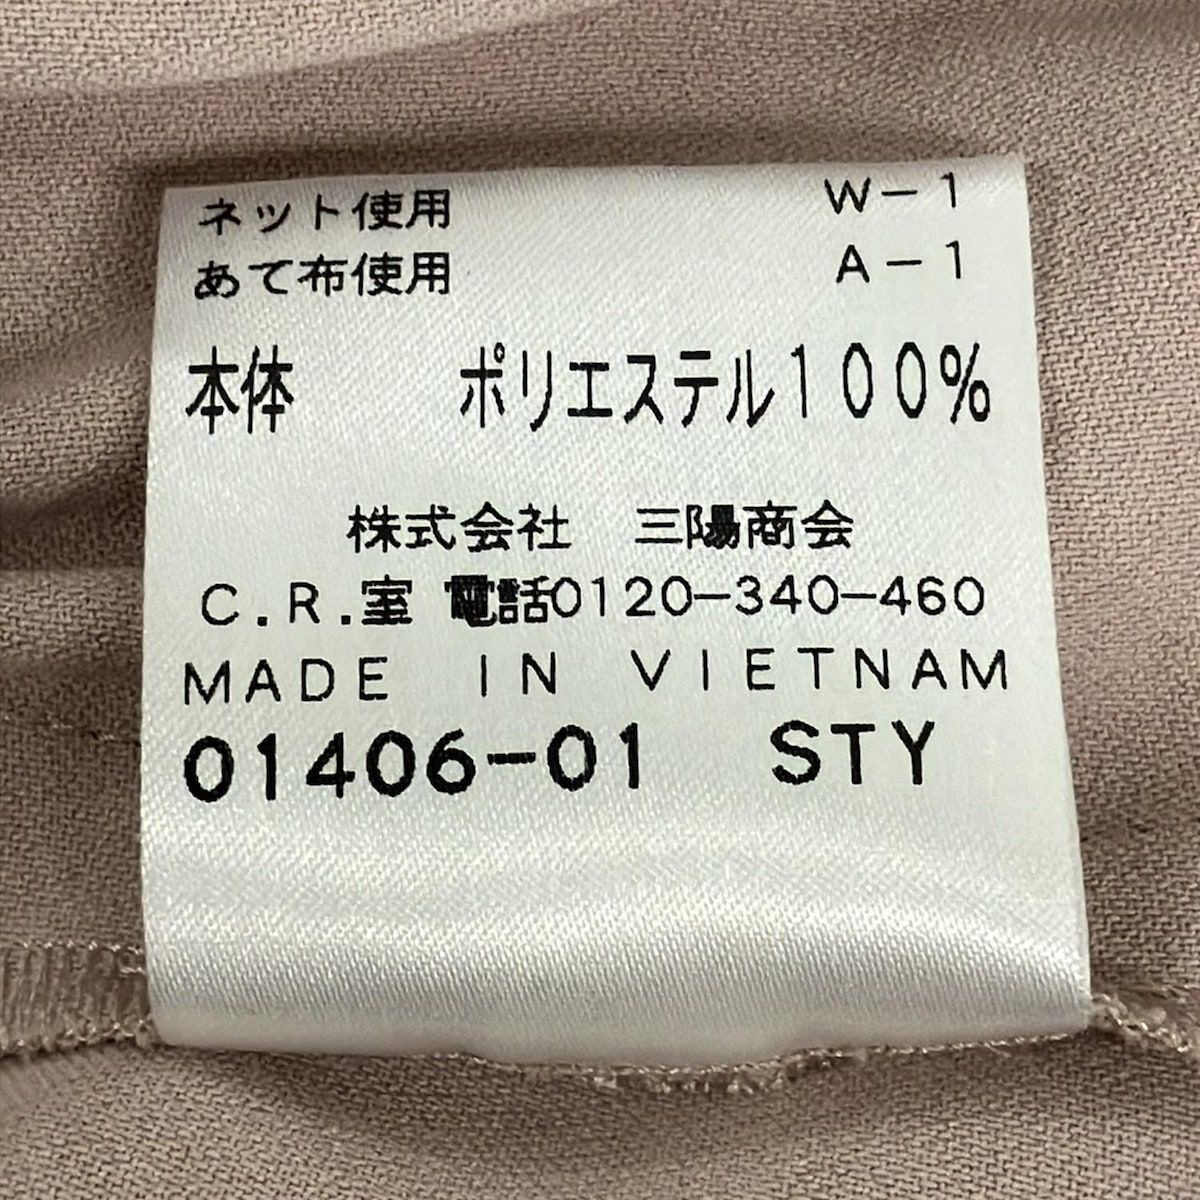 ネット使用 W-1
あて布使用 A-1
本体 ポリエステル100%
株式会社 三陽商会
C.R.室 電話0120-340-460
MADE IN VIETNAM
01406-01 STY